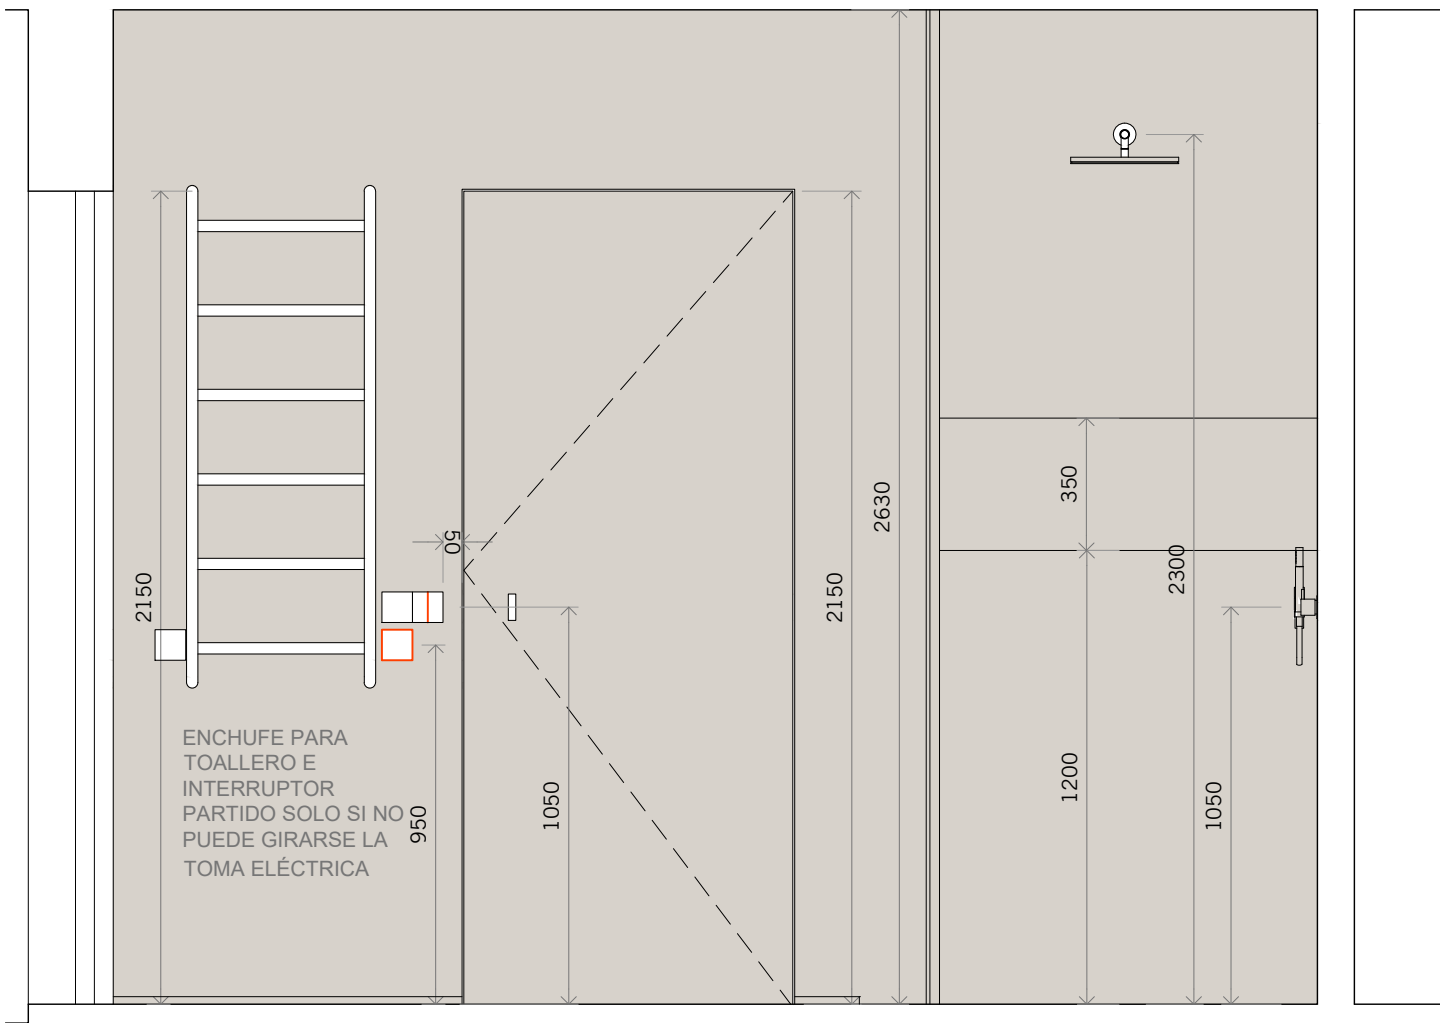 2630
2300
350
50
2150
2150
1200
1050
1050
950
ENCHUFE PARA
TOALLERO E
INTERRUPTOR
PARTIDO SOLO SI NO
PUEDE GIRARSE LA
TOMA ELÉCTRICA